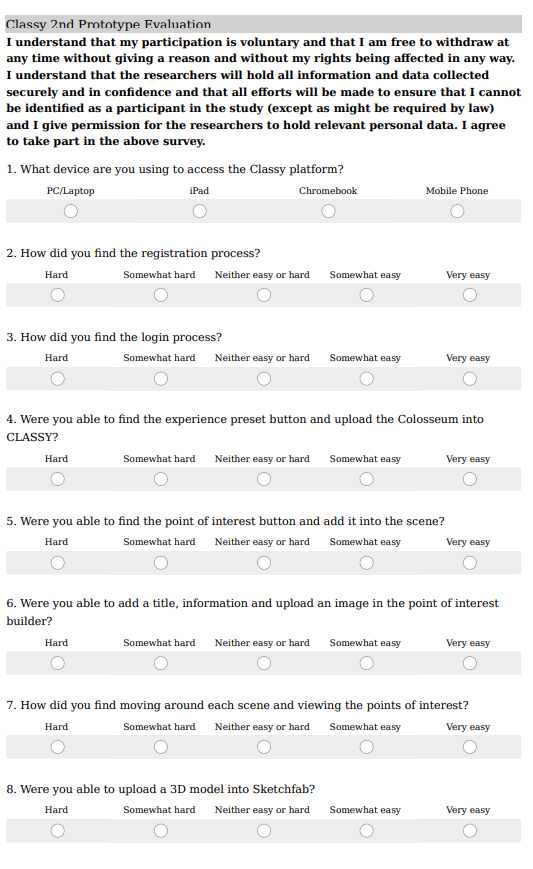 Classy 2nd Prototype Evaluation
I understand that my participation is voluntary and that I am free to withdraw at
any time without giving a reason and without my rights being affected in any way.
I understand that the researchers will hold all information and data collected
securely and in confidence and that all efforts will be made to ensure that I cannot
be identified as a participant in the study (except as might be required by law)
and I give permission for the researchers to hold relevant personal data. I agree
to take part in the above survey.
1. What device are you using to access the Classy platform?
PC/Laptop iPad Chromebook Mobile Phone
2. How did you find the registration process?
Hard Somewhat hard Neither easy or hard Somewhat easy Very easy
3. How did you find the login process?
Hard Somewhat hard Neither easy or hard Somewhat easy Very easy
4. Were you able to find the experience preset button and upload the Colosseum into
CLASSY?
Hard Somewhat hard Neither easy or hard Somewhat easy Very easy
5. Were you able to find the point of interest button and add it into the scene?
Hard Somewhat hard Neither easy or hard Somewhat easy Very easy
6. Were you able to add a title, information and upload an image in the point of interest
builder?
Hard Somewhat hard Neither easy or hard Somewhat easy Very easy
7. How did you find moving around each scene and viewing the points of interest?
Hard Somewhat hard Neither easy or hard Somewhat easy Very easy
8. Were you able to upload a 3D model into Sketchfab?
Hard Somewhat hard Neither easy or hard Somewhat easy Very easy